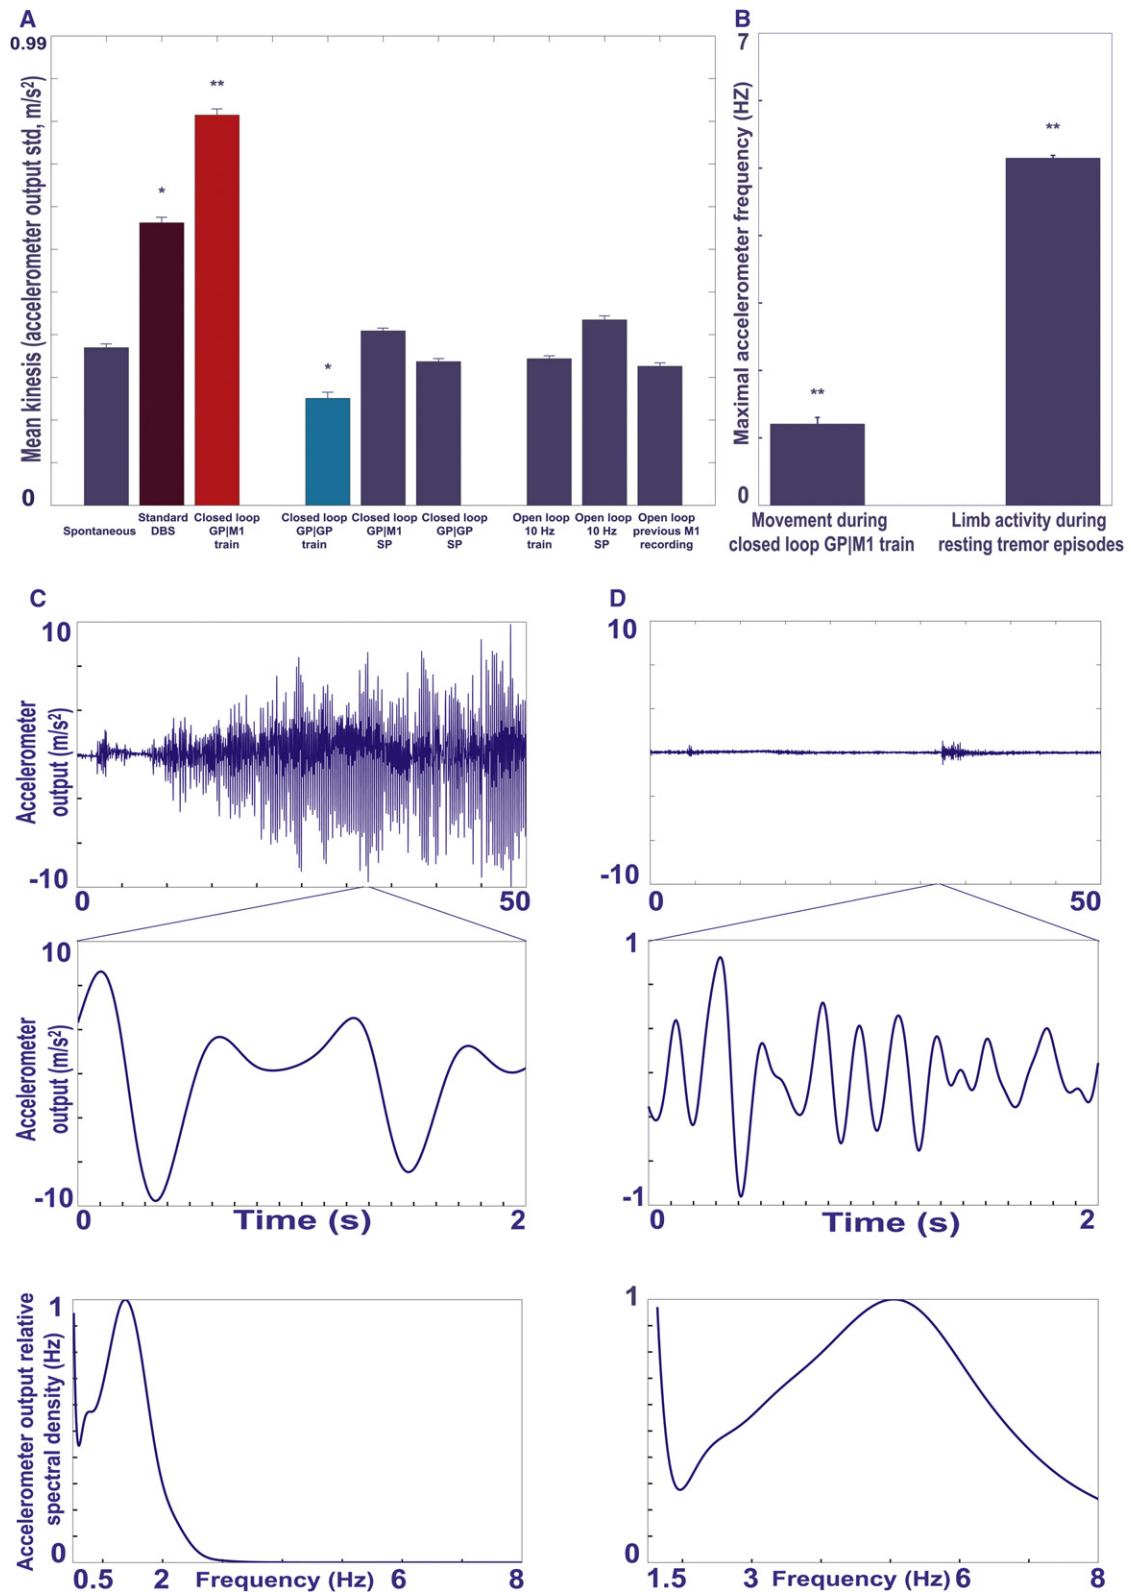 A
0.99
Mean kinesis (accelerometer output std, m/s²)
0
*
**
*
Spontaneous
Standard
DBS
Closed loop
GP|M1
train
Closed loop
GP|GP
train
Closed loop
GP|M1
SP
Closed loop
GP|GP
SP
Open loop
10 Hz
train
Open loop
10 Hz
SP
Open loop
previous M1
recording
B
7
Maximal accelerometer frequency (HZ)
0
**
**
Movement during
closed loop GP|M1 train
Limb activity during
resting tremor episodes
C
10
Accelerometer
output (m/s²)
-10
0
50
10
Accelerometer
output (m/s²)
-10
0
Time (s)
2
1
Accelerometer output relative
spectral density (Hz)
0
0.5
2
Frequency (Hz)
6
8
D
10
-10
0
50
1
-1
0
Time (s)
2
1
0
1.5
3
Frequency (Hz)
6
8